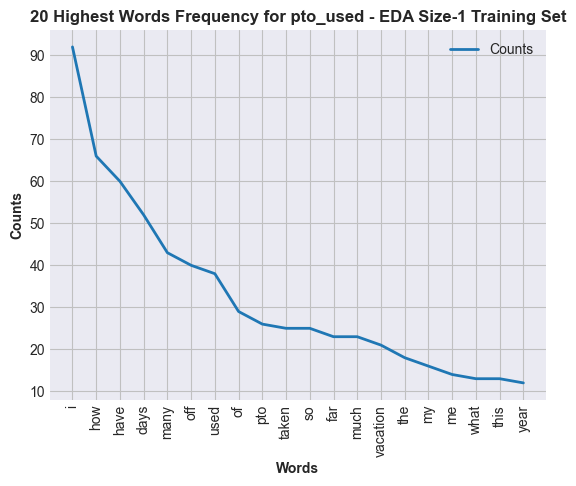 20 Highest Words Frequency for pto_used - EDA Size-1 Training Set
Counts
90
80
70
60
50
40
30
20
10
Counts
i
how
have
days
many
off
used
of
pto
taken
so
far
much
vacation
the
my
me
what
this
year
Words